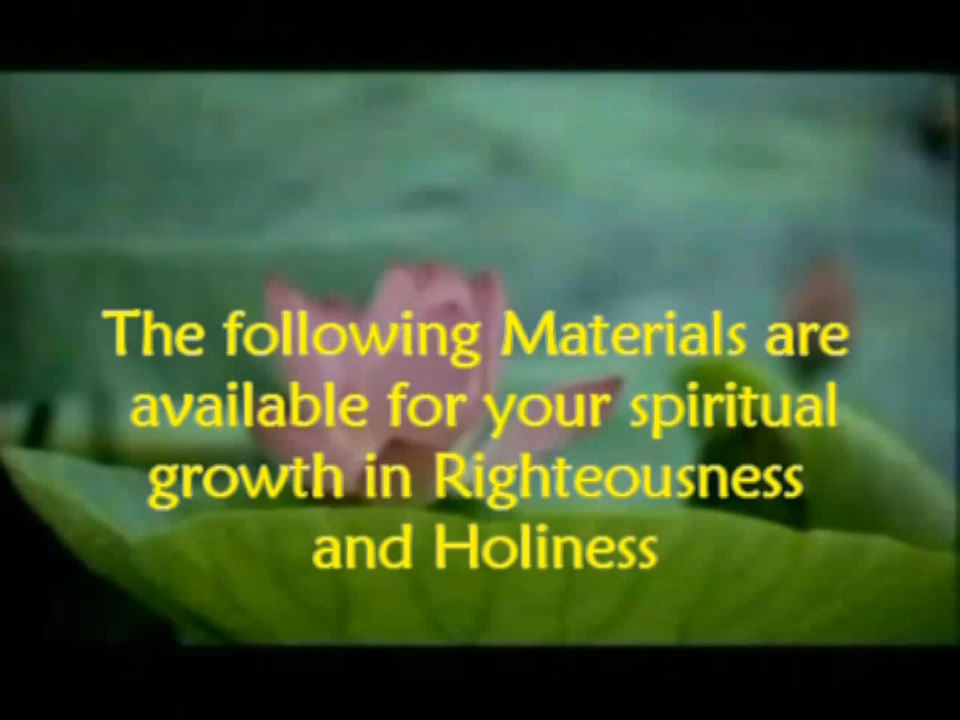 The following Materials are
available for your spiritual
growth in Righteousness
and Holiness